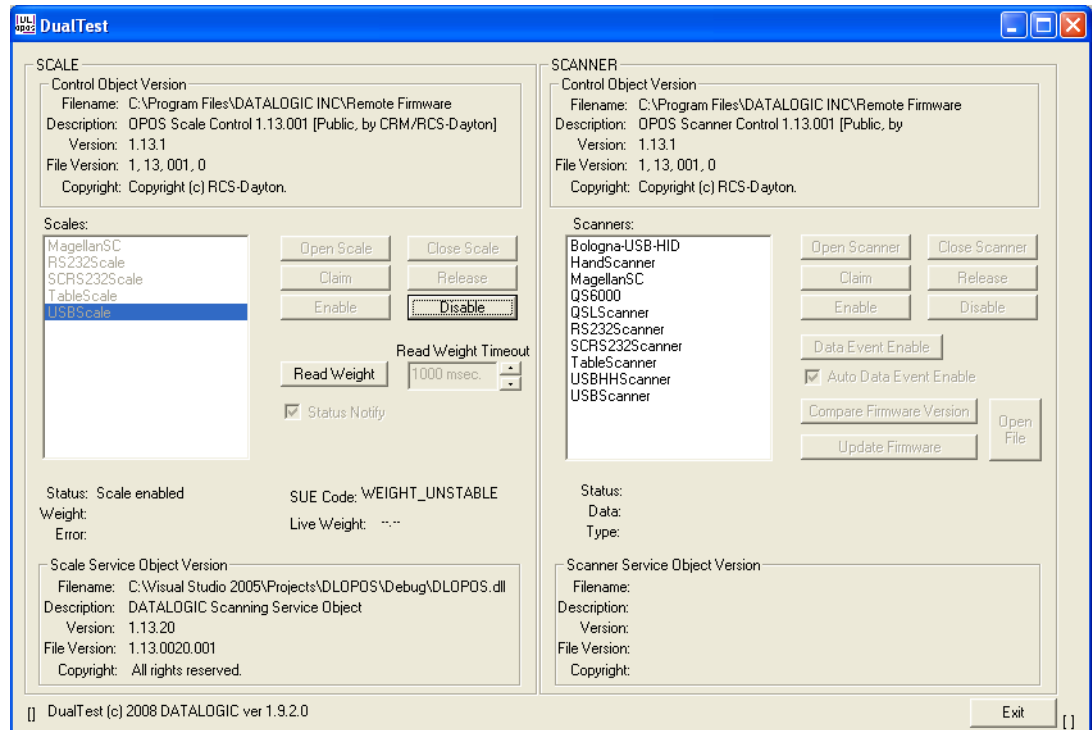 DualTest
SCALE
Control Object Version
Filename: C:\Program Files\DATALOGIC INC\Remote Firmware
Description: OPOS Scale Control 1.13.001 [Public, by CRM/RCS-Dayton]
Version: 1.13.1
File Version: 1, 13, 001, 0
Copyright: Copyright (c) RCS-Dayton.
Scales:
MagellanSC
RS232Scale
SCRS232Scale
TableScale
USBScale
Open Scale
Close Scale
Claim
Release
Enable
Disable
Read Weight Timeout
Read Weight
1000 msec.
Status Notify
Status: Scale enabled
Weight:
Error:
SUE Code: WEIGHT_UNSTABLE
Live Weight: --.--
Scale Service Object Version
Filename: C:\Visual Studio 2005\Projects\DLOPOS\Debug\DLOPOS.dll
Description: DATALOGIC Scanning Service Object
Version: 1.13.20
File Version: 1.13.0020.001
Copyright: All rights reserved.
SCANNER
Control Object Version
Filename: C:\Program Files\DATALOGIC INC\Remote Firmware
Description: OPOS Scanner Control 1.13.001 [Public, by
Version: 1.13.1
File Version: 1, 13, 001, 0
Copyright: Copyright (c) RCS-Dayton.
Scanners:
Bologna-USB-HID
HandScanner
MagellanSC
QS6000
QSLScanner
RS232Scanner
SCRS232Scanner
TableScanner
USBHHScanner
USBScanner
Open Scanner
Close Scanner
Claim
Release
Enable
Disable
Data Event Enable
Auto Data Event Enable
Compare Firmware Version
Update Firmware
Open
File
Status:
Data:
Type:
Scanner Service Object Version
Filename:
Description:
Version:
File Version:
Copyright:
[] DualTest (c) 2008 DATALOGIC ver 1.9.2.0
Exit
[ ]